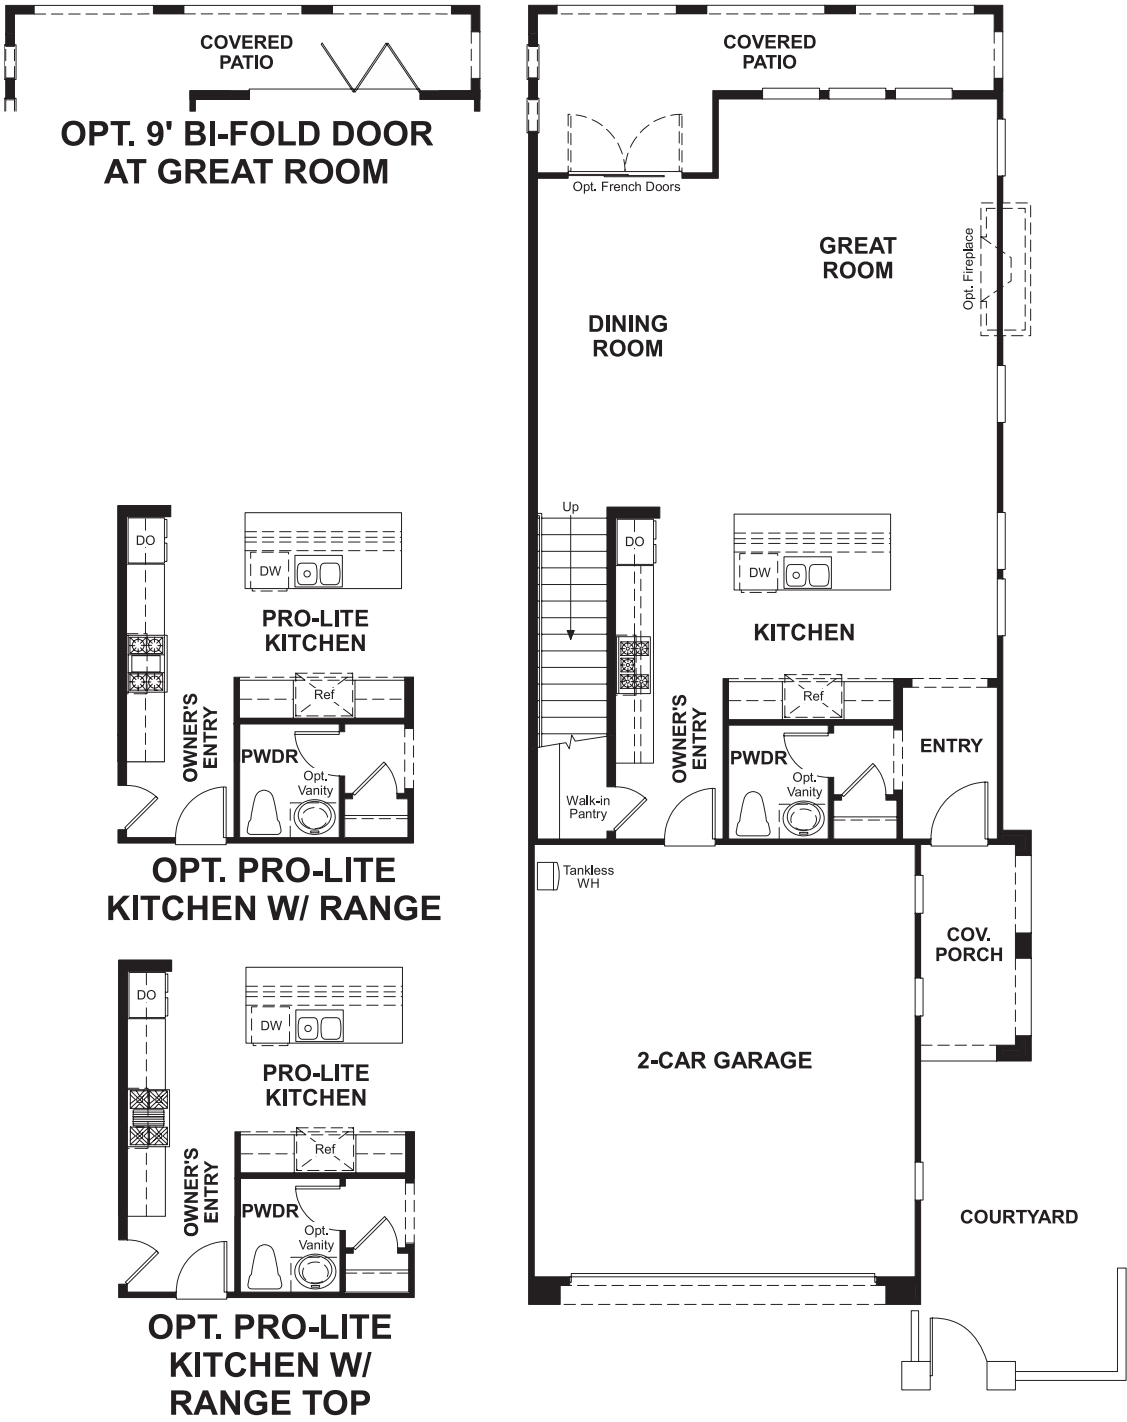 COVERED
PATIO
OPT. 9' BI-FOLD DOOR
AT GREAT ROOM
COVERED
PATIO
Opt. French Doors
GREAT
ROOM
Opt. Fireplace
DINING
ROOM
Up
DO
DW
KITCHEN
Ref
OWNER'S
ENTRY
PWDR
Opt.
Vanity
ENTRY
Walk-in
Pantry
Tankless
WH
COV.
PORCH
2-CAR GARAGE
COURTYARD
DO
DW
PRO-LITE
KITCHEN
Ref
OWNER'S
ENTRY
PWDR
Opt.
Vanity
OPT. PRO-LITE
KITCHEN W/ RANGE
DO
DW
PRO-LITE
KITCHEN
Ref
OWNER'S
ENTRY
PWDR
Opt.
Vanity
OPT. PRO-LITE
KITCHEN W/
RANGE TOP